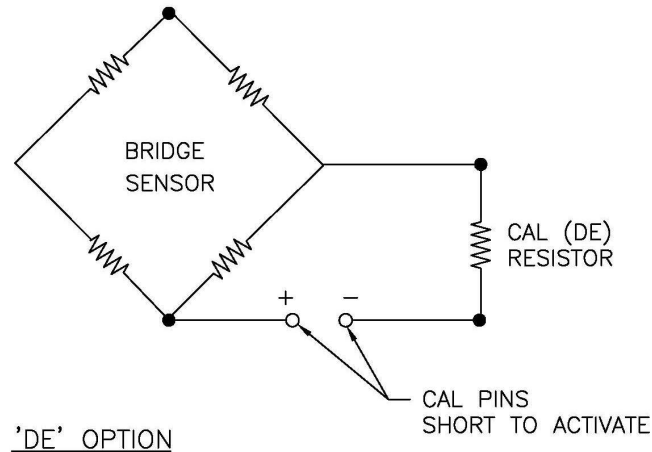 BRIDGE
SENSOR
CAL (DE)
RESISTOR
+ −
CAL PINS
SHORT TO ACTIVATE
'DE' OPTION